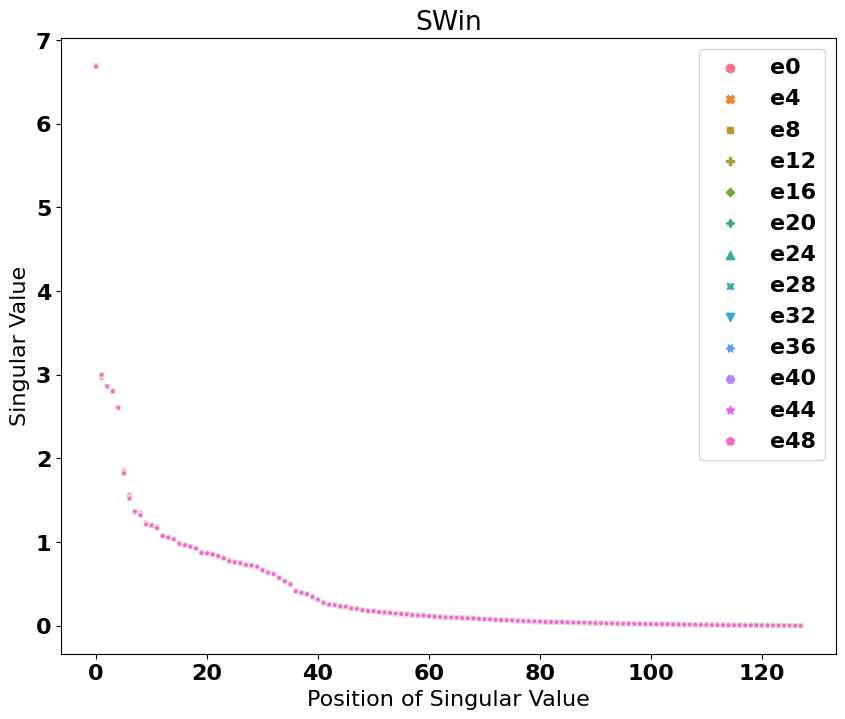 SWin
7
6
5
4
3
2
1
0
Singular Value
0 20 40 60 80 100 120
Position of Singular Value
e0
e4
e8
e12
e16
e20
e24
e28
e32
e36
e40
e44
e48